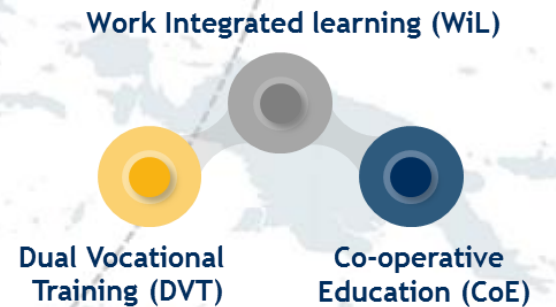 Work Integrated learning (WiL)
Dual Vocational
Training (DVT)
Co-operative
Education (CoE)